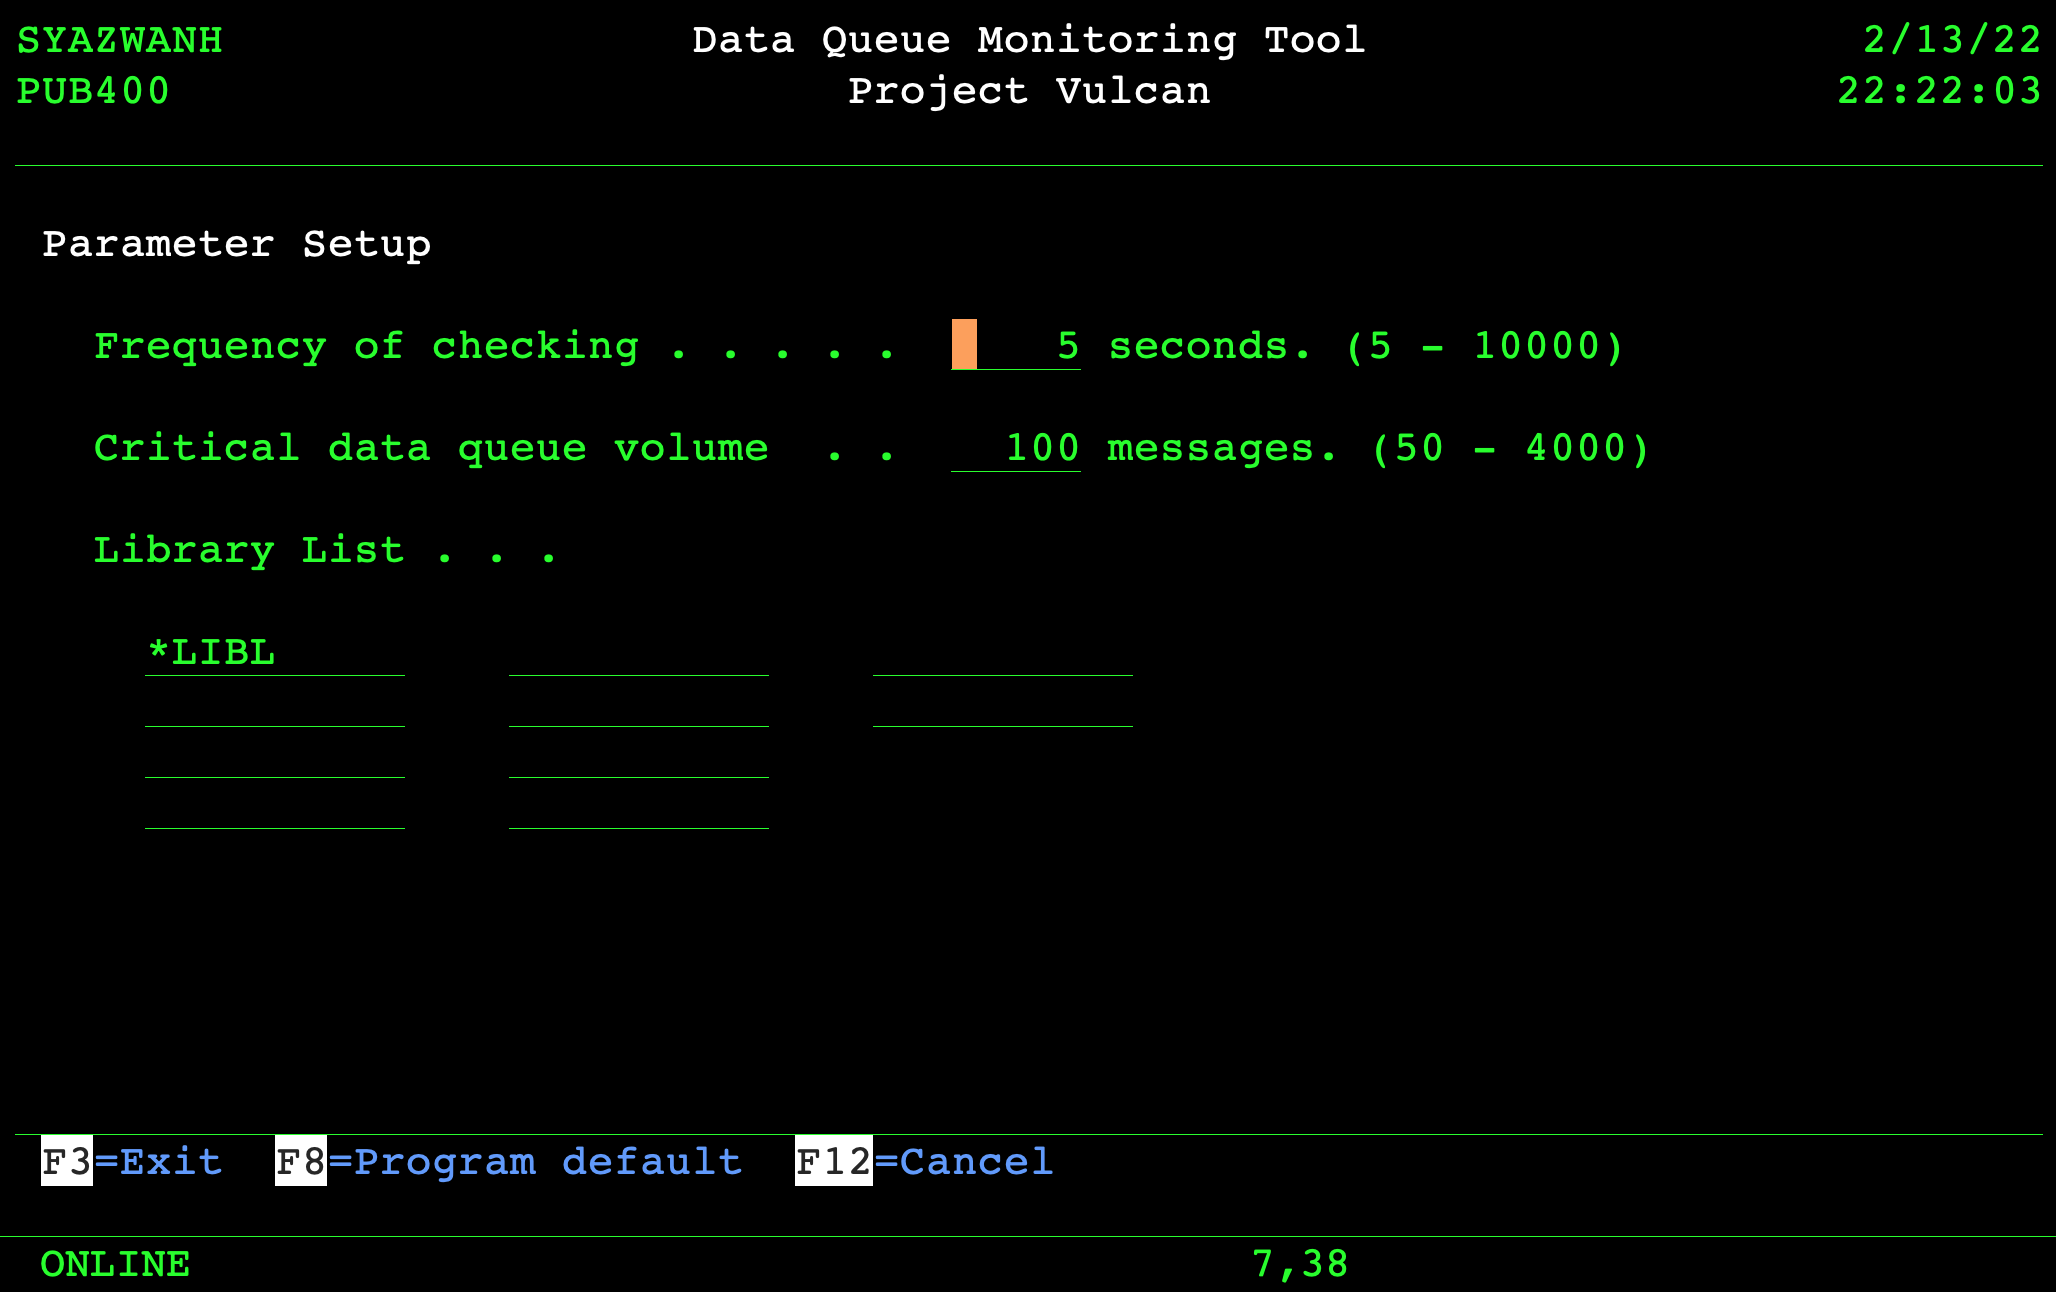 SYAZWANH Data Queue Monitoring Tool 2/13/22
PUB400 Project Vulcan 22:22:03
Parameter Setup
Frequency of checking . . . . . 5 seconds. (5 - 10000)
Critical data queue volume . . 100 messages. (50 - 4000)
Library List . . .
*LIBL
F3=Exit F8=Program default F12=Cancel
ONLINE 7,38